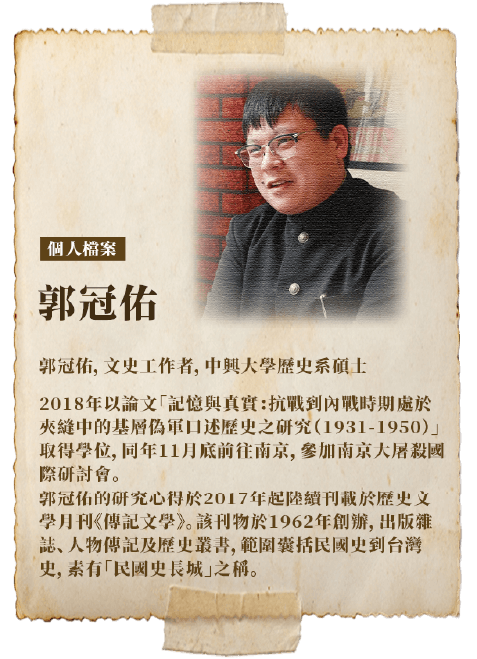 個人檔案
郭冠佑
郭冠佑, 文史工作者, 中興大學歷史系碩士
2018年以論文「記憶與真實:抗戰到內戰時期處於
夾縫中的基層偽軍口述歷史之研究(1931-1950)」
取得學位, 同年11月底前往南京, 參加南京大屠殺國
際研討會。
郭冠佑的研究心得於2017年起陸續刊載於歷史文
學月刊《傳記文學》。該刊物於1962年創辦, 出版雜
誌、人物傳記及歷史叢書, 範圍囊括民國史到台灣
史, 素有「民國史長城」之稱。